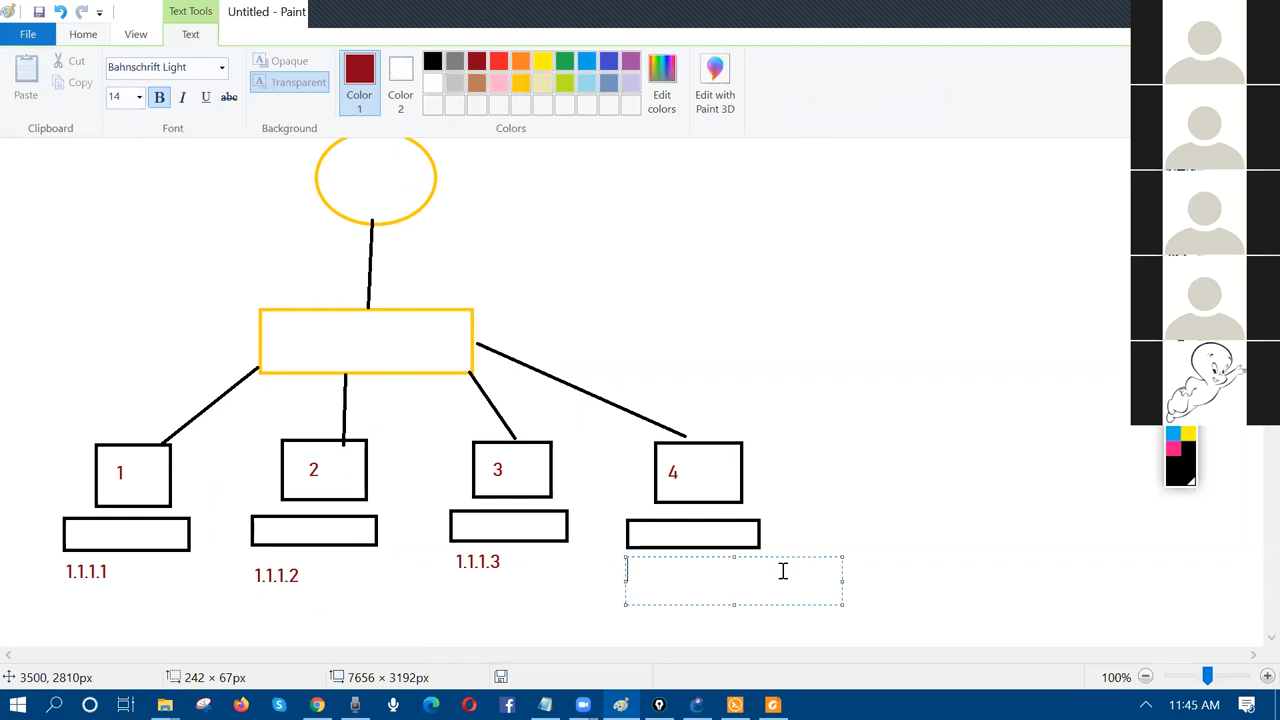 Text Tools
Untitled - Paint
File
Home
View
Text
Paste
Cut
Copy
Clipboard
Bahnschrift Light
14
B I U abc
Font
A Opaque
A Transparent
Background
Color 1
Color 2
Edit colors
Colors
Edit with Paint 3D
1
2
3
4
1.1.1.1
1.1.1.2
1.1.1.3
3500, 2810px
242 × 67px
7656 × 3192px
100%
11:45 AM